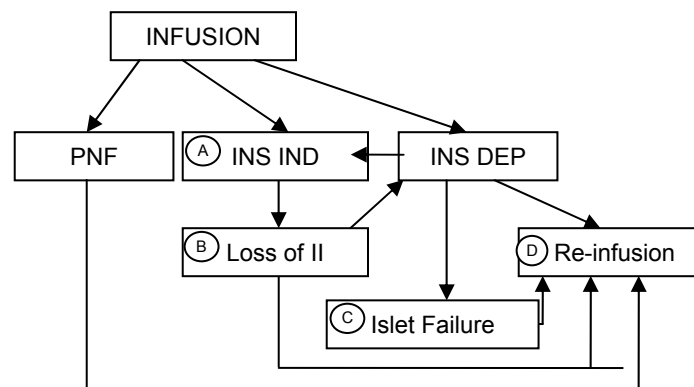 INFUSION
PNF
A INS IND
INS DEP
B Loss of II
D Re-infusion
C Islet Failure